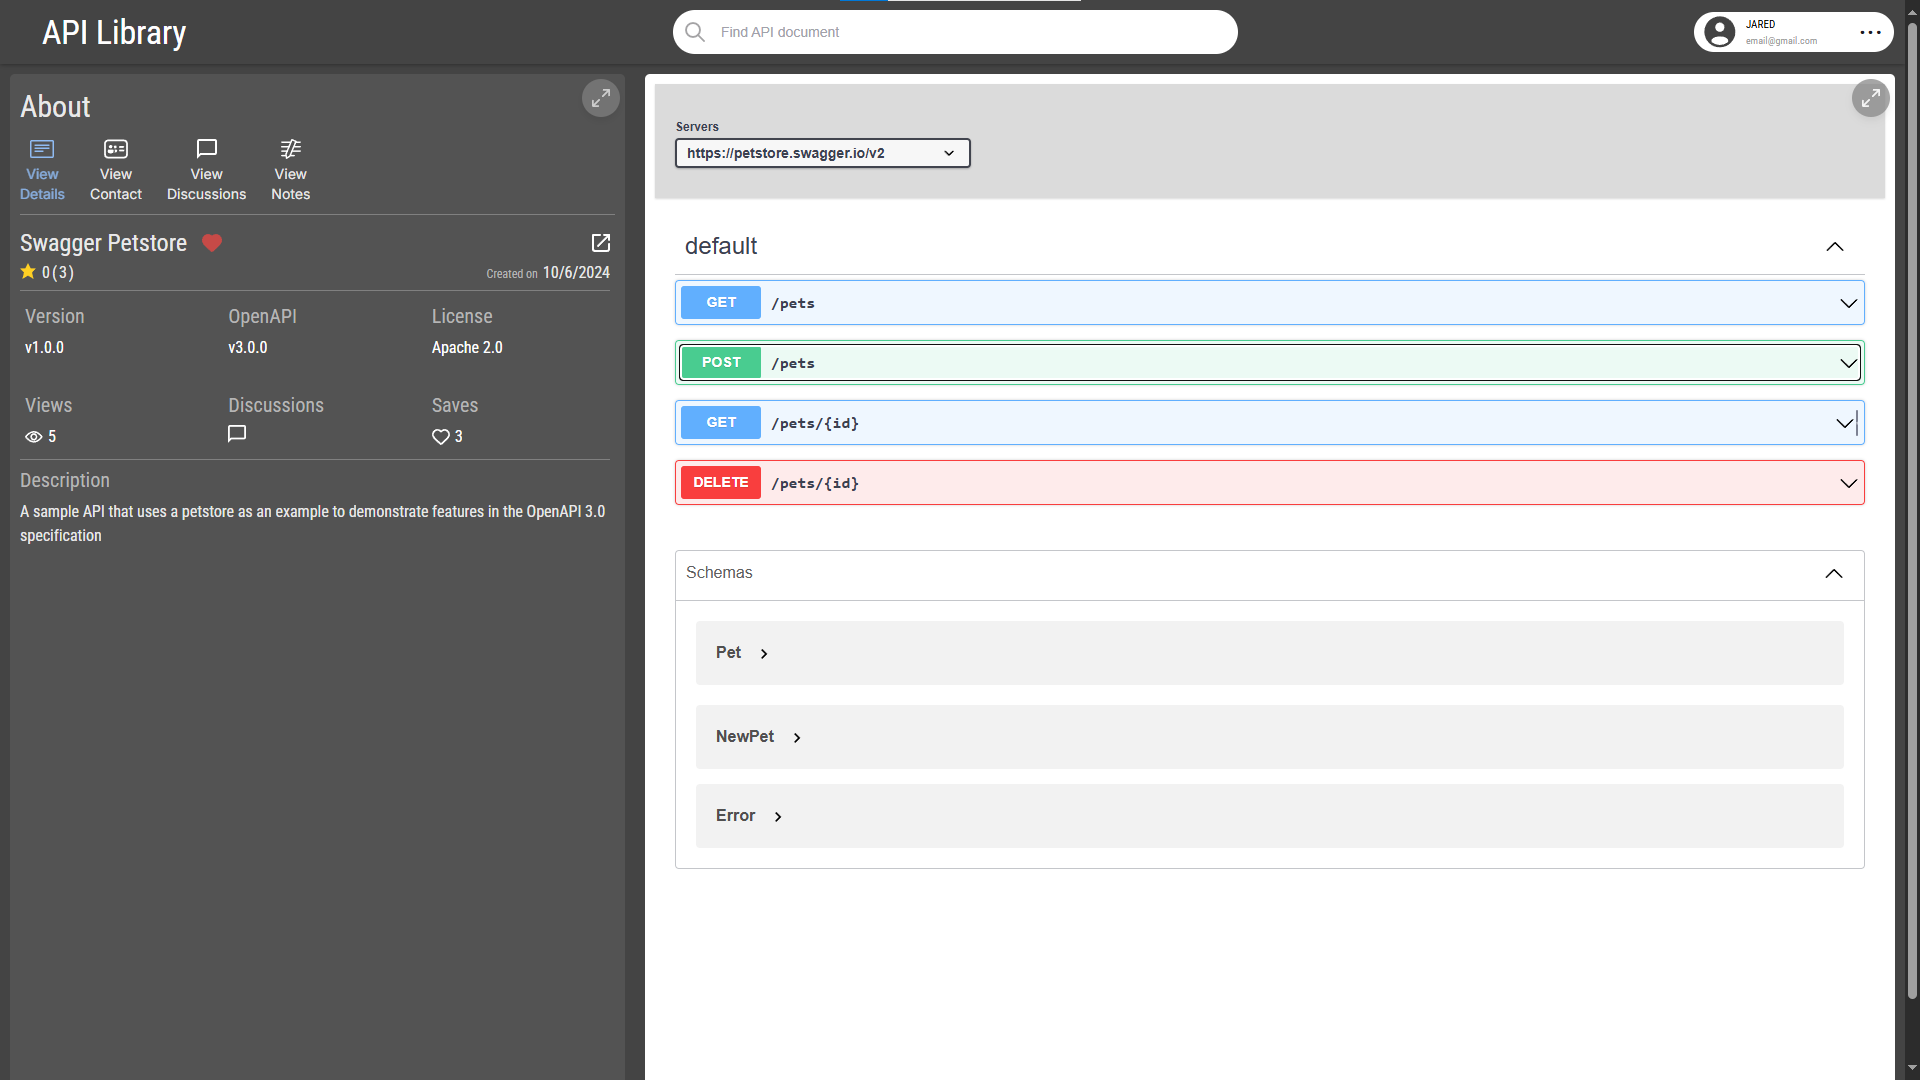 API Library
Find API document
JARED
email@gmail.com
About
View Details
View Contact
View Discussions
View Notes
Swagger Petstore
0(3)
Created on 10/6/2024
Version
OpenAPI
License
v1.0.0
v3.0.0
Apache 2.0
Views
Discussions
Saves
5
3
Description
A sample API that uses a petstore as an example to demonstrate features in the OpenAPI 3.0
specification
Servers
https://petstore.swagger.io/v2
default
GET /pets
POST /pets
GET /pets/{id}
DELETE /pets/{id}
Schemas
Pet
NewPet
Error